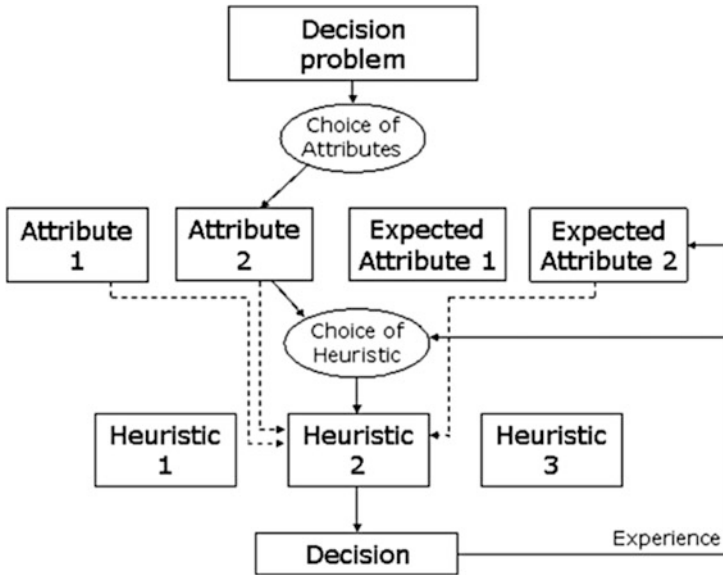 Decision
problem
Choice of
Attributes
Attribute
1
Attribute
2
Expected
Attribute 1
Expected
Attribute 2
Choice of
Heuristic
Heuristic
1
Heuristic
2
Heuristic
3
Decision
Experience